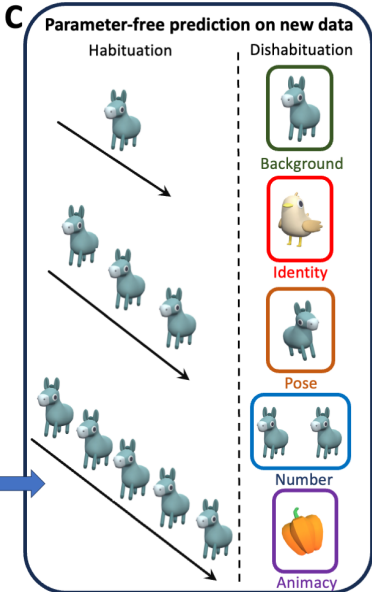 C
Parameter-free prediction on new data
Habituation
Dishabituation
Background
Identity
Pose
Number
Animacy